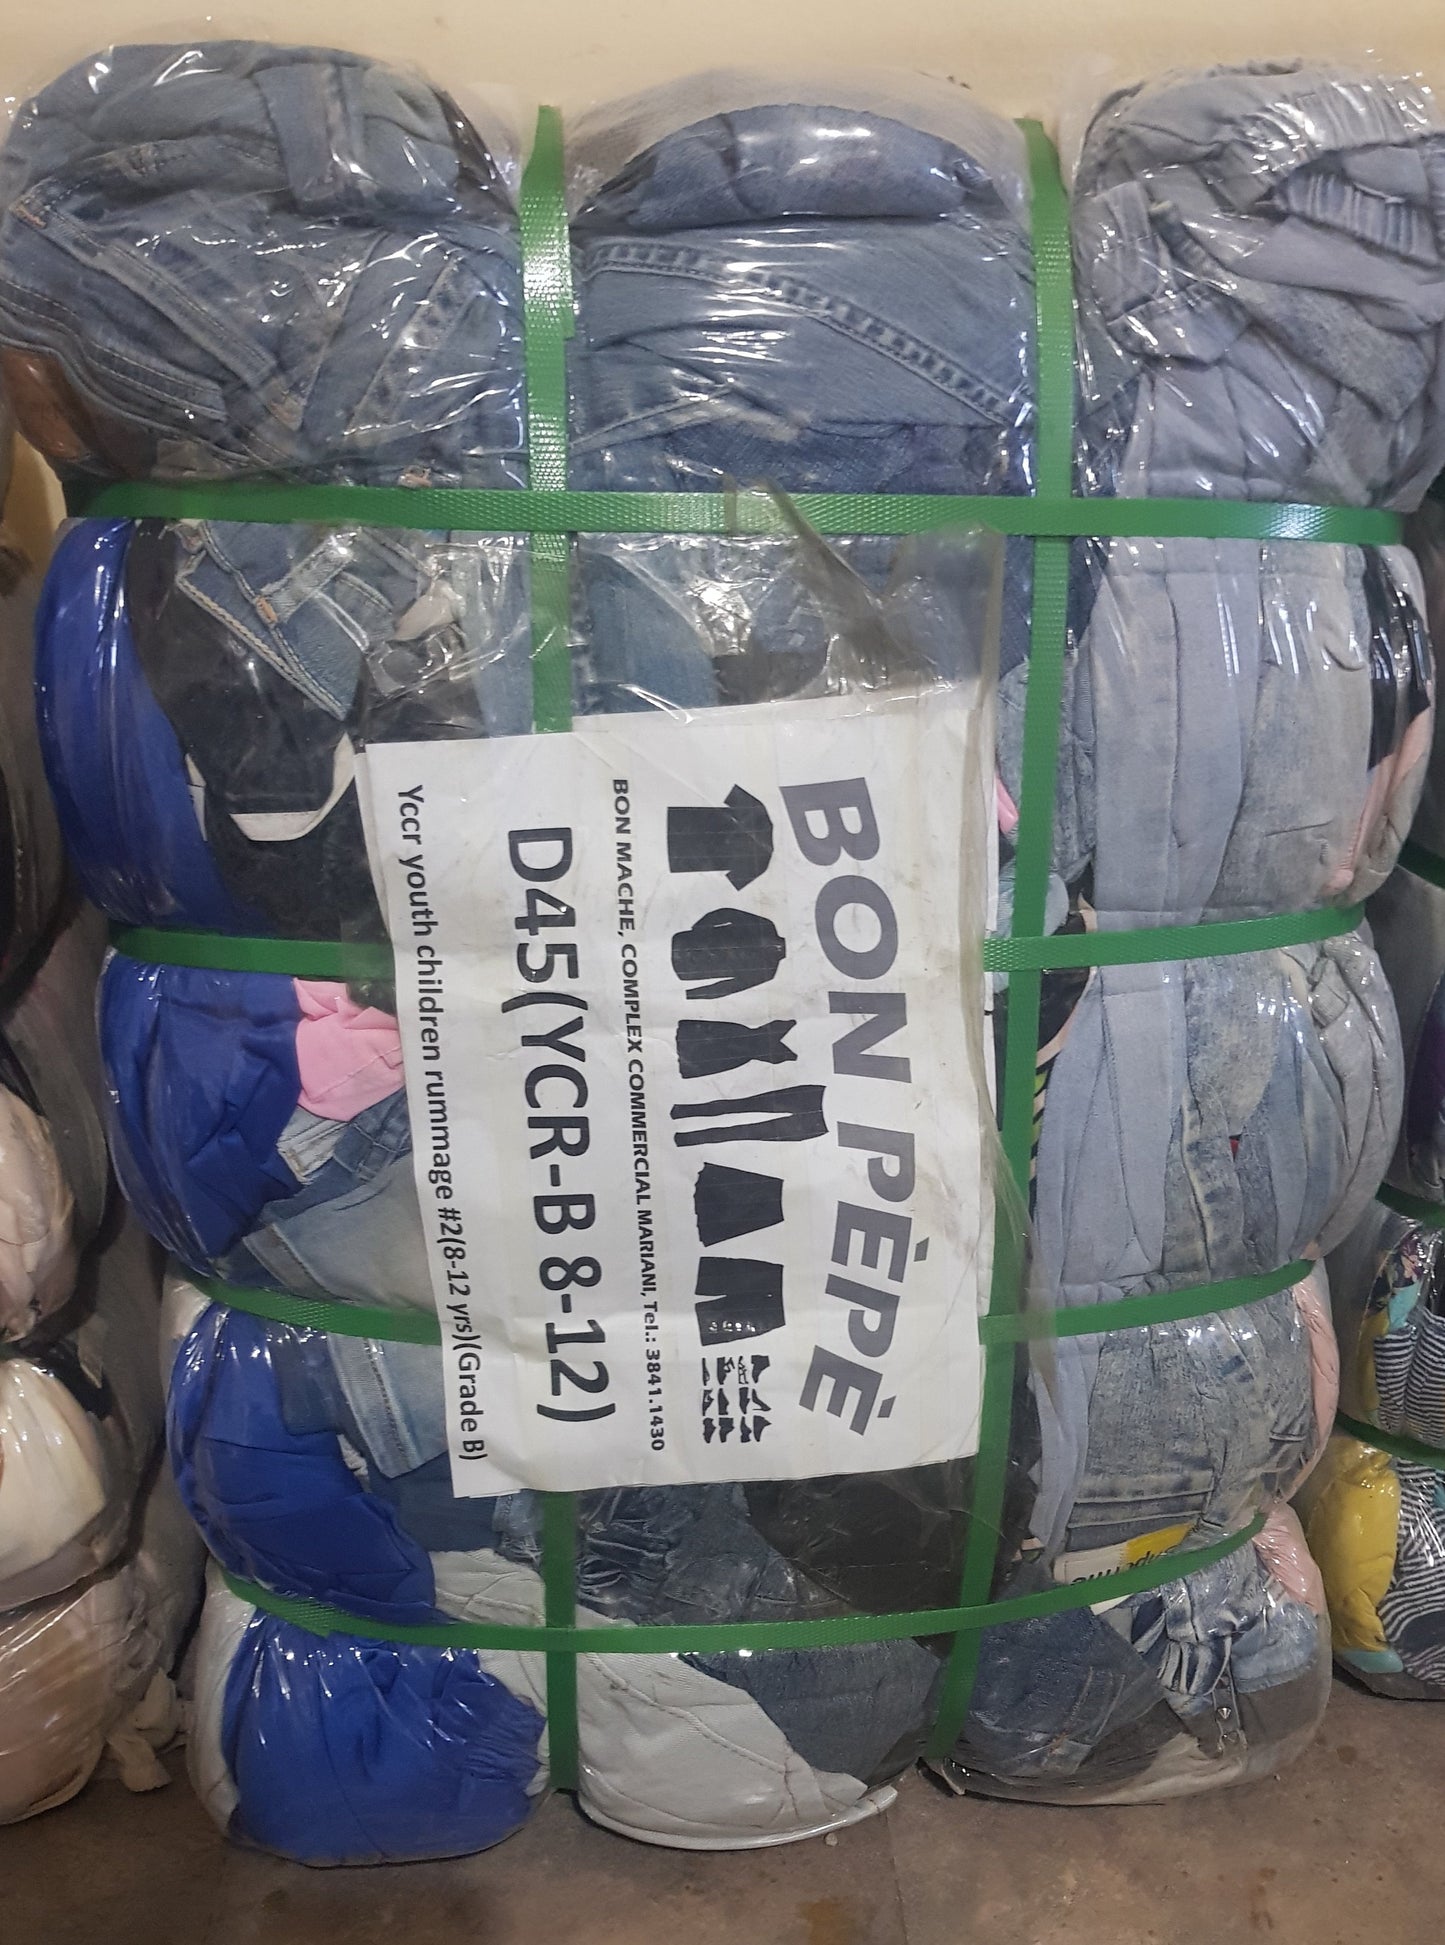 BON PÈPÈ
BON MACHE, COMPLEX COMMERCIAL MARIANI, Tel.: 3841.1430
D45(YCR-B 8-12)
Yccr youth children rummage #2(8-12 yrs)(Grade B)